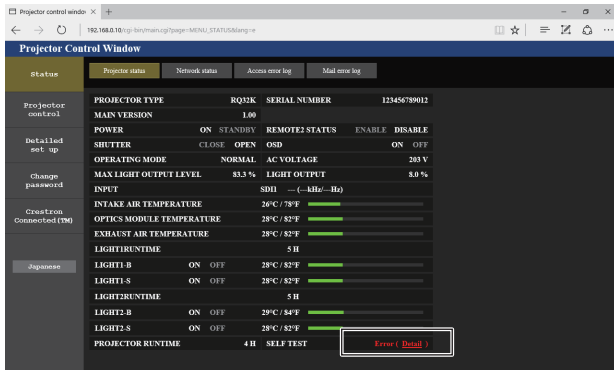 Projector control window
192.168.0.10/cgi-bin/main.cgi?page=MENU_STATUS&lang=e
Projector Control Window
Status
Projector control
Detailed set up
Change password
Crestron Connected(TM)
Japanese
Projector status Network status Access error log Mail error log
PROJECTOR TYPE RQ32K SERIAL NUMBER 123456789012
MAIN VERSION 1.00
POWER ON STANDBY REMOTE2 STATUS ENABLE DISABLE
SHUTTER CLOSE OPEN OSD ON OFF
OPERATING MODE NORMAL AC VOLTAGE 203 V
MAX LIGHT OUTPUT LEVEL 83.3 % LIGHT OUTPUT 8.0 %
INPUT SDI1 --- (---kHz/---Hz)
INTAKE AIR TEMPERATURE 26°C / 78°F
OPTICS MODULE TEMPERATURE 28°C / 82°F
EXHAUST AIR TEMPERATURE 28°C / 82°F
LIGHT1RUNTIME 5 H
LIGHT1-B ON OFF 28°C / 82°F
LIGHT1-S ON OFF 28°C / 82°F
LIGHT2RUNTIME 5 H
LIGHT2-B ON OFF 29°C / 84°F
LIGHT2-S ON OFF 28°C / 82°F
PROJECTOR RUNTIME 4 H SELF TEST Error ( Detail )